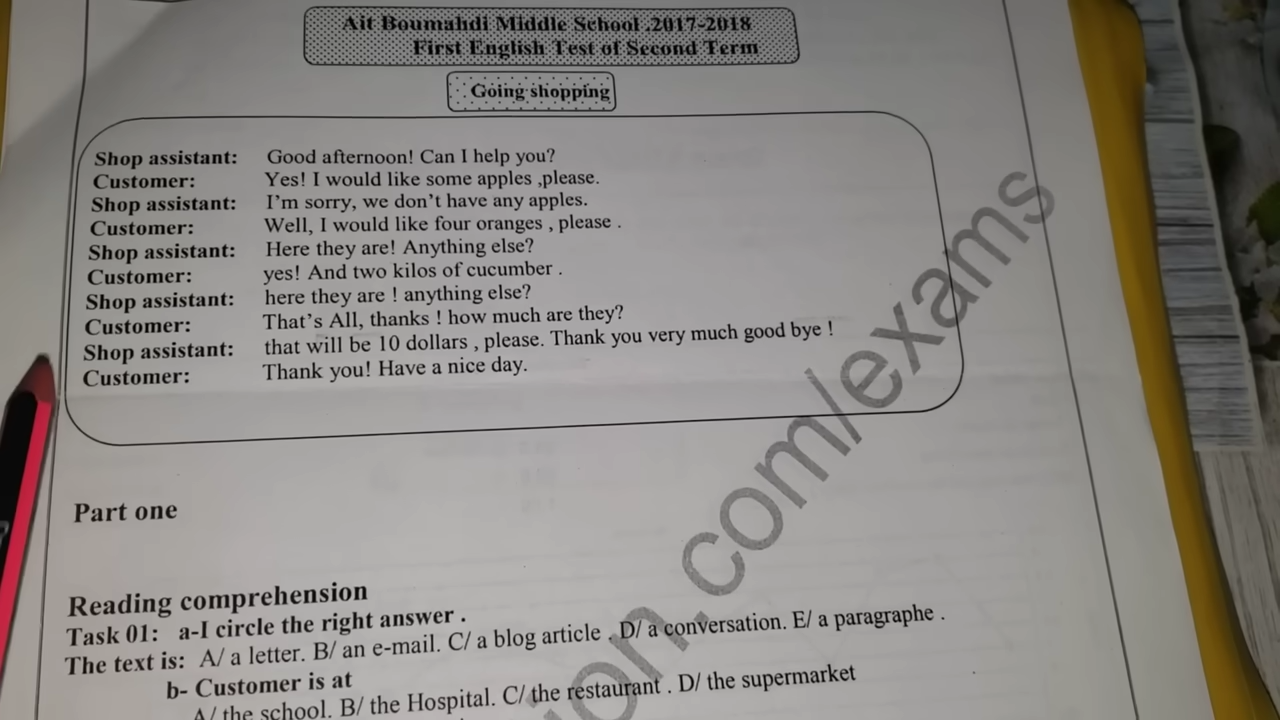 Ait Boumahdi Middle School .2017-2018
First English Test of Second Term
Going shopping
Shop assistant: Good afternoon! Can I help you?
Customer: Yes! I would like some apples ,please.
Shop assistant: I'm sorry, we don't have any apples.
Customer: Well, I would like four oranges , please .
Shop assistant: Here they are! Anything else?
Customer: yes! And two kilos of cucumber .
Shop assistant: here they are ! anything else?
Customer: That's All, thanks ! how much are they?
Shop assistant: that will be 10 dollars , please. Thank you very much good bye !
Customer: Thank you! Have a nice day.
Part one
Reading comprehension
Task 01: a-I circle the right answer .
The text is: A/ a letter. B/ an e-mail. C/ a blog article . D/ a conversation. E/ a paragraphe .
b- Customer is at
A/ the school. B/ the Hospital. C/ the restaurant . D/ the supermarket
ion.com/exams